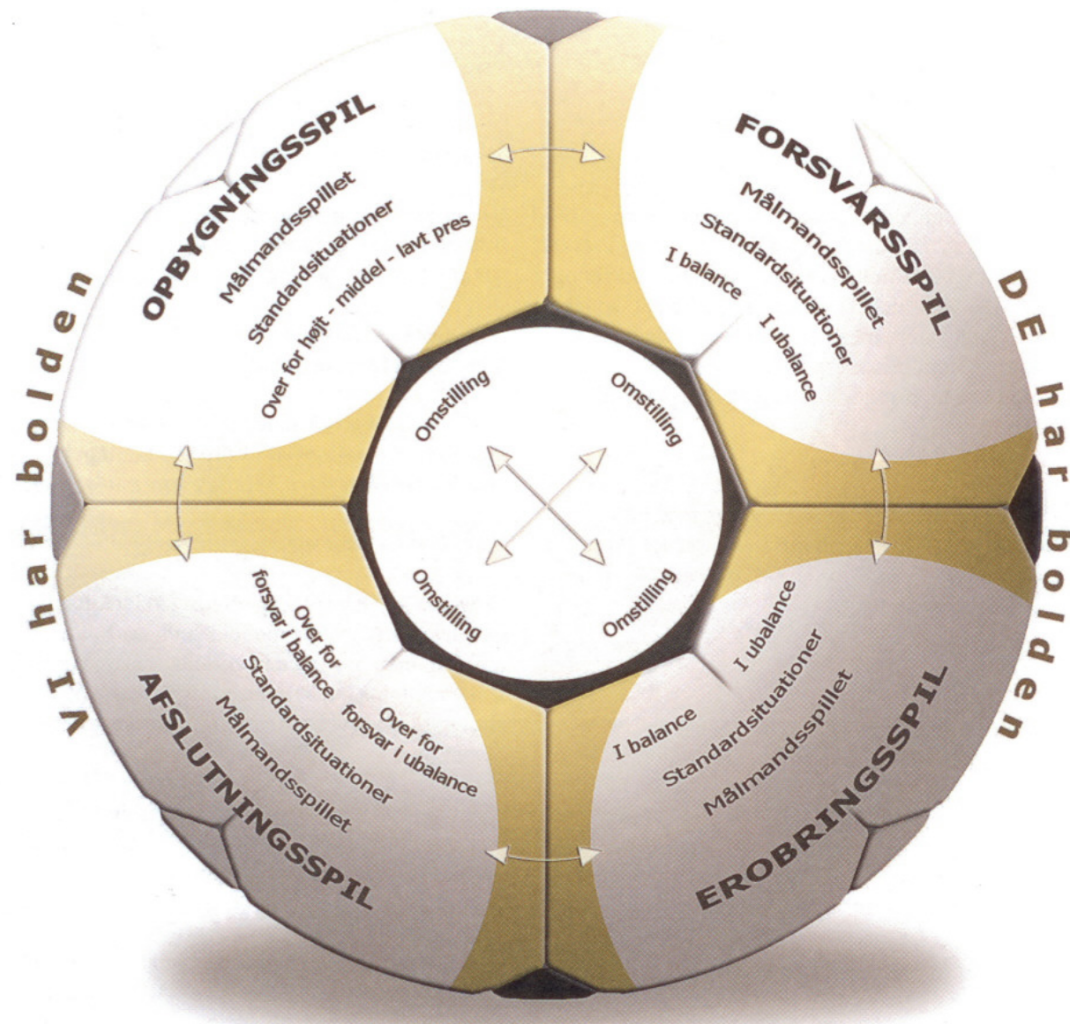 VI har bolden
OPBYGNINGSSPIL
Målmandsspillet
Standardsituationer
Over for højt - middel - lavt pres
FORSVARSSPIL
Målmandsspillet
Standardsituationer
I balance
I ubalance
DE har bolden
Omstilling
Omstilling
Omstilling
Omstilling
Over for
forsvar i balance
Over for
forsvar i ubalance
Standardsituationer
Målmandsspillet
AFSLUTNINGSSPIL
I ubalance
I balance
Standardsituationer
Målmandsspillet
EROBRINGSSPIL